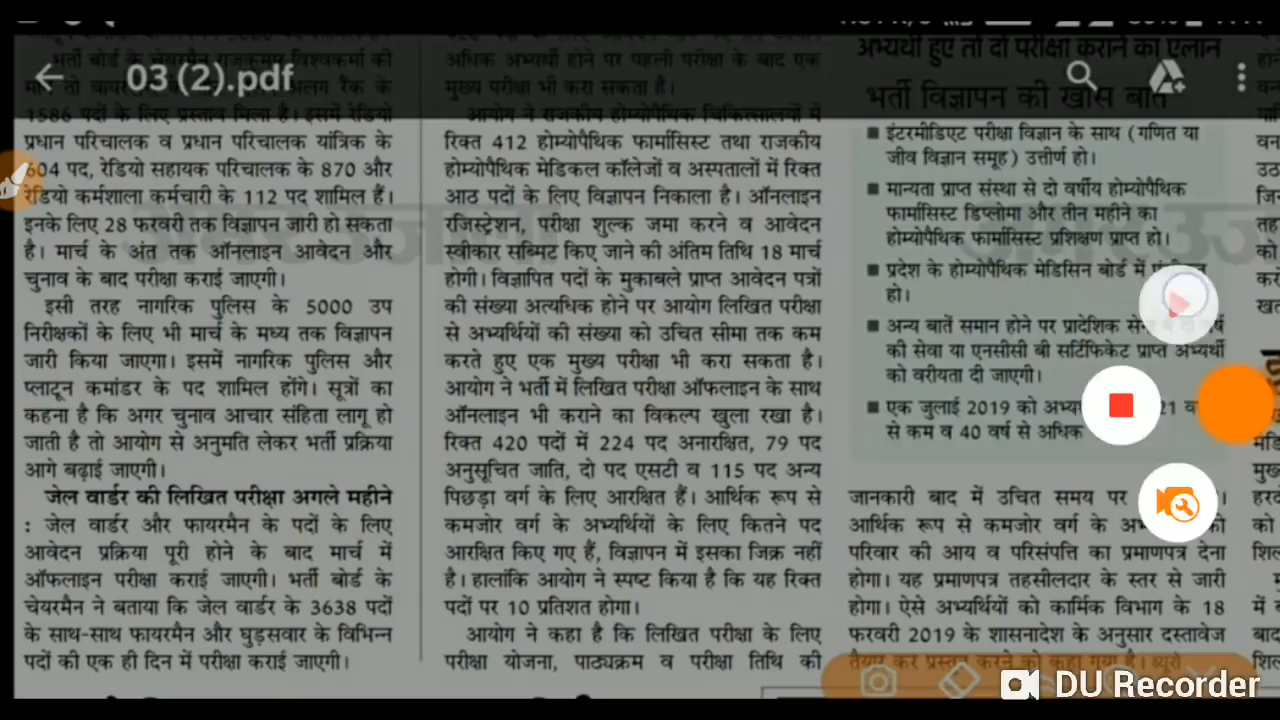 03 (2).pdf
भर्ती बोर्ड के चेयरमैन राजकुमार विश्वकर्मा की
1586 पदों के लिए प्रस्ताव मिला है। इसमें रेडियो
प्रधान परिचालक व प्रधान परिचालक यांत्रिक के
604 पद, रेडियो सहायक परिचालक के 870 और
रेडियो कर्मशाला कर्मचारी के 112 पद शामिल हैं।
इनके लिए 28 फरवरी तक विज्ञापन जारी हो सकता
है। मार्च के अंत तक ऑनलाइन आवेदन और
चुनाव के बाद परीक्षा कराई जाएगी।
इसी तरह नागरिक पुलिस के 5000 उप
निरीक्षकों के लिए भी मार्च के मध्य तक विज्ञापन
जारी किया जाएगा। इसमें नागरिक पुलिस और
प्लाटून कमांडर के पद शामिल होंगे। सूत्रों का
कहना है कि अगर चुनाव आचार संहिता लागू हो
जाती है तो आयोग से अनुमति लेकर भर्ती प्रक्रिया
आगे बढ़ाई जाएगी।
जेल वार्डर की लिखित परीक्षा अगले महीने
: जेल वार्डर और फायरमैन के पदों के लिए
आवेदन प्रक्रिया पूरी होने के बाद मार्च में
ऑफलाइन परीक्षा कराई जाएगी। भर्ती बोर्ड के
चेयरमैन ने बताया कि जेल वार्डर के 3638 पदों
के साथ-साथ फायरमैन और घुड़सवार के विभिन्न
पदों की एक ही दिन में परीक्षा कराई जाएगी।
अधिक अभ्यर्थी होने पर पहली परीक्षा के बाद एक
मुख्य परीक्षा भी करा सकता है।
आयोग ने राजकीय होम्योपैथिक चिकित्सालयों में
रिक्त 412 होम्योपैथिक फार्मासिस्ट तथा राजकीय
होम्योपैथिक मेडिकल कॉलेजों व अस्पतालों में रिक्त
आठ पदों के लिए विज्ञापन निकाला है। ऑनलाइन
रजिस्ट्रेशन, परीक्षा शुल्क जमा करने व आवेदन
स्वीकार सब्मिट किए जाने की अंतिम तिथि 18 मार्च
होगी। विज्ञापित पदों के मुकाबले प्राप्त आवेदन पत्रों
की संख्या अत्यधिक होने पर आयोग लिखित परीक्षा
से अभ्यर्थियों की संख्या को उचित सीमा तक कम
करते हुए एक मुख्य परीक्षा भी करा सकता है।
आयोग ने भर्ती में लिखित परीक्षा ऑफलाइन के साथ
ऑनलाइन भी कराने का विकल्प खुला रखा है।
रिक्त 420 पदों में 224 पद अनारक्षित, 79 पद
अनुसूचित जाति, दो पद एसटी व 115 पद अन्य
पिछड़ा वर्ग के लिए आरक्षित हैं। आर्थिक रूप से
कमजोर वर्ग के अभ्यर्थियों के लिए कितने पद
आरक्षित किए गए हैं, विज्ञापन में इसका जिक्र नहीं
है। हालांकि आयोग ने स्पष्ट किया है कि यह रिक्त
पदों पर 10 प्रतिशत होगा।
आयोग ने कहा है कि लिखित परीक्षा के लिए
परीक्षा योजना, पाठ्यक्रम व परीक्षा तिथि की
अभ्यर्थी हुए तो दो परीक्षा कराने का एलान
भर्ती विज्ञापन की खास बातें
■ इंटरमीडिएट परीक्षा विज्ञान के साथ (गणित या
जीव विज्ञान समूह) उत्तीर्ण हो।
■ मान्यता प्राप्त संस्था से दो वर्षीय होम्योपैथिक
फार्मासिस्ट डिप्लोमा और तीन महीने का
होम्योपैथिक फार्मासिस्ट प्रशिक्षण प्राप्त हो।
■ प्रदेश के होम्योपैथिक मेडिसिन बोर्ड में
हो।
■ अन्य बातें समान होने पर प्रादेशिक
की सेवा या एनसीसी बी सर्टिफिकेट प्राप्त अभ्यर्थी
को वरीयता दी जाएगी।
■ एक जुलाई 2019 को 21
से कम व 40 वर्ष से अधिक
जानकारी बाद में उचित समय पर
आर्थिक रूप से कमजोर वर्ग के
परिवार की आय व परिसंपत्ति का प्रमाणपत्र देना
होगा। यह प्रमाणपत्र तहसीलदार के स्तर से जारी
होगा। ऐसे अभ्यर्थियों को कार्मिक विभाग के 18
फरवरी 2019 के शासनादेश के अनुसार दस्तावेज
तैयार कर प्रस्तुत करने को कहा गया है। ब्यूरो
DU Recorder